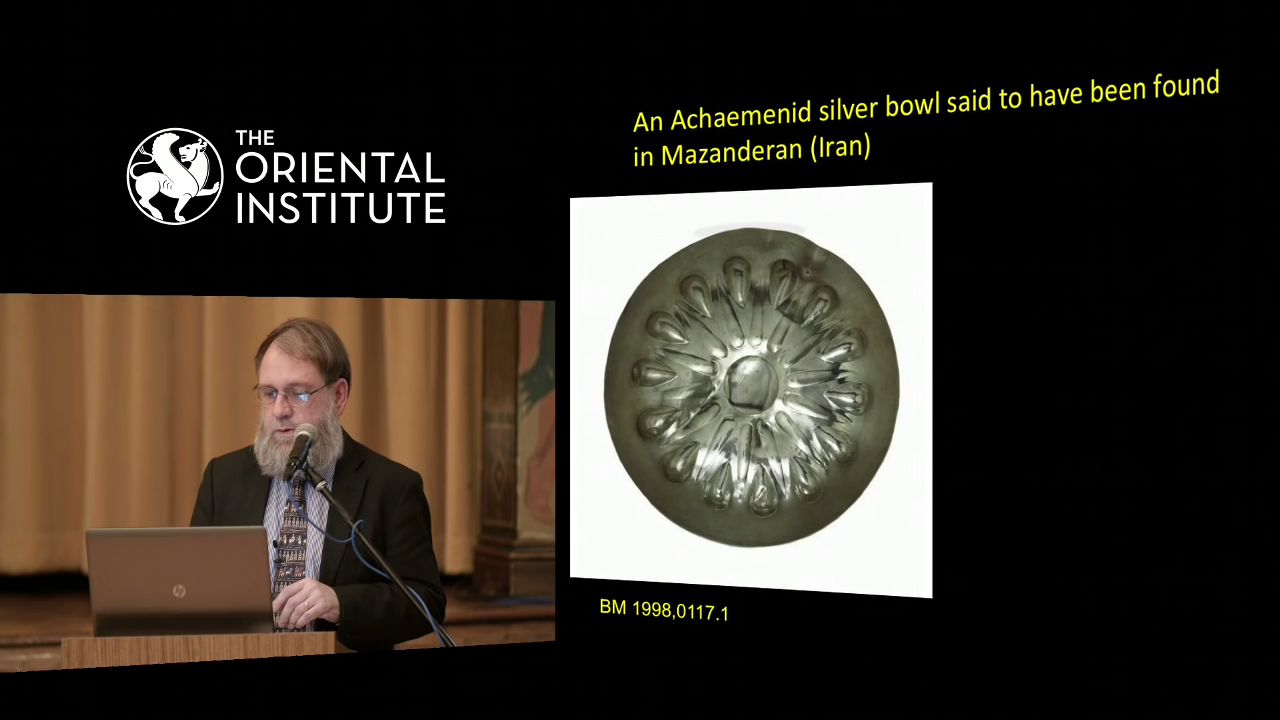 THE
ORIENTAL
INSTITUTE
An Achaemenid silver bowl said to have been found
in Mazanderan (Iran)
hp
BM 1998,0117.1